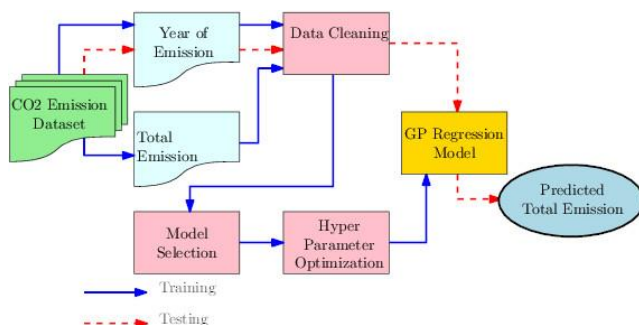 Year of
Emission
Data Cleaning
CO2 Emission
Dataset
Total
Emission
GP Regression
Model
Predicted
Total Emission
Model
Selection
Hyper
Parameter
Optimization
Training
Testing